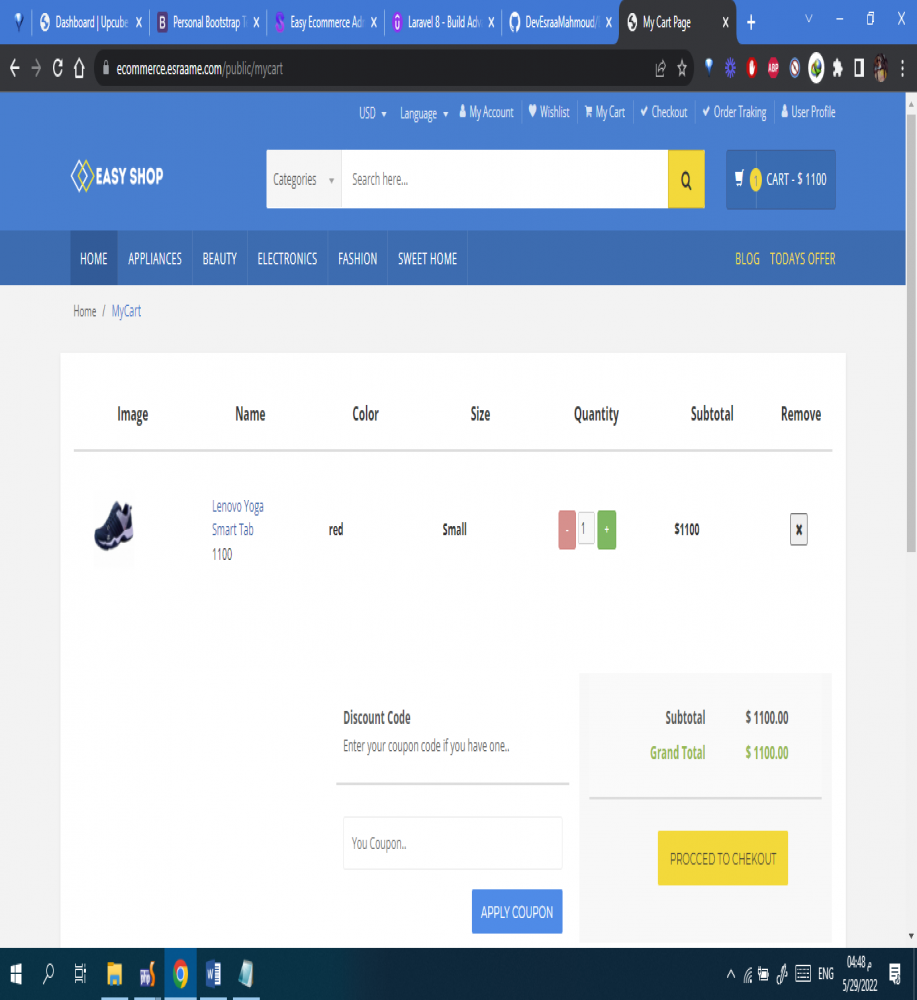 Dashboard | Upcube
Personal Bootstrap T
Easy Ecommerce Ad
Laravel 8 - Build Adv
DevEsraaMahmoud/
My Cart Page
ecommerce.esraame.com/public/mycart
ABP
USD
Language
My Account
Wishlist
My Cart
Checkout
Order Traking
User Profile
EASY SHOP
Categories
Search here...
1
CART - $ 1100
HOME
APPLIANCES
BEAUTY
ELECTRONICS
FASHION
SWEET HOME
BLOG
TODAYS OFFER
Home / MyCart
Image
Name
Color
Size
Quantity
Subtotal
Remove
Lenovo Yoga
Smart Tab
1100
red
Small
- 1 +
$1100
x
Discount Code
Enter your coupon code if you have one..
You Coupon..
APPLY COUPON
Subtotal $ 1100.00
Grand Total $ 1100.00
PROCCED TO CHEKOUT
ENG
04:48 م
5/29/2022